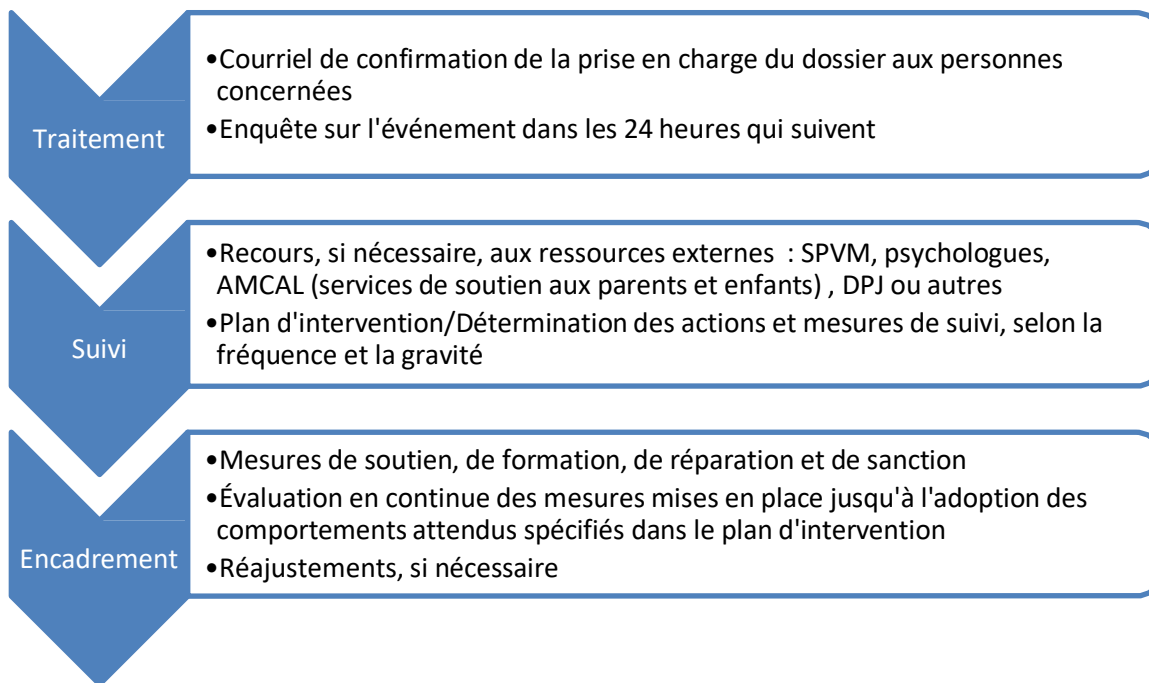 •Courriel de confirmation de la prise en charge du dossier aux personnes
concernées
•Enquête sur l'événement dans les 24 heures qui suivent
Traitement
•Recours, si nécessaire, aux ressources externes : SPVM, psychologues,
AMCAL (services de soutien aux parents et enfants) , DPJ ou autres
•Plan d'intervention/Détermination des actions et mesures de suivi, selon la
fréquence et la gravité
Suivi
•Mesures de soutien, de formation, de réparation et de sanction
•Évaluation en continue des mesures mises en place jusqu'à l'adoption des
comportements attendus spécifiés dans le plan d'intervention
•Réajustements, si nécessaire
Encadrement